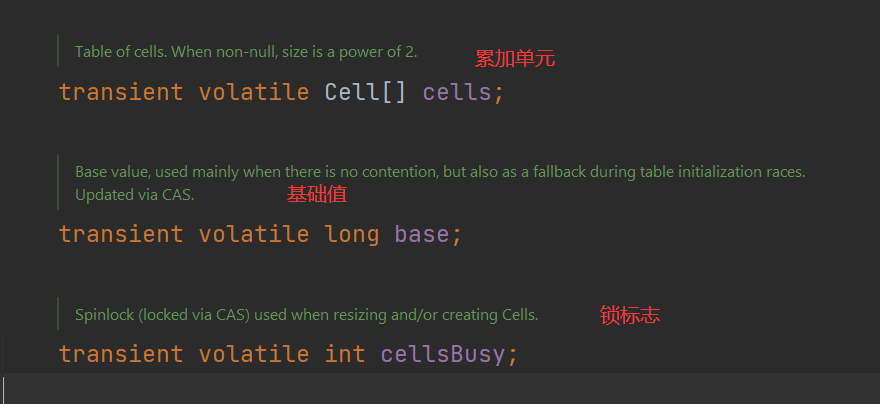 Table of cells. When non-null, size is a power of 2.
累加单元
transient volatile Cell[] cells;
Base value, used mainly when there is no contention, but also as a fallback during table initialization races.
Updated via CAS.
基础值
transient volatile long base;
Spinlock (locked via CAS) used when resizing and/or creating Cells.
锁标志
transient volatile int cellsBusy;